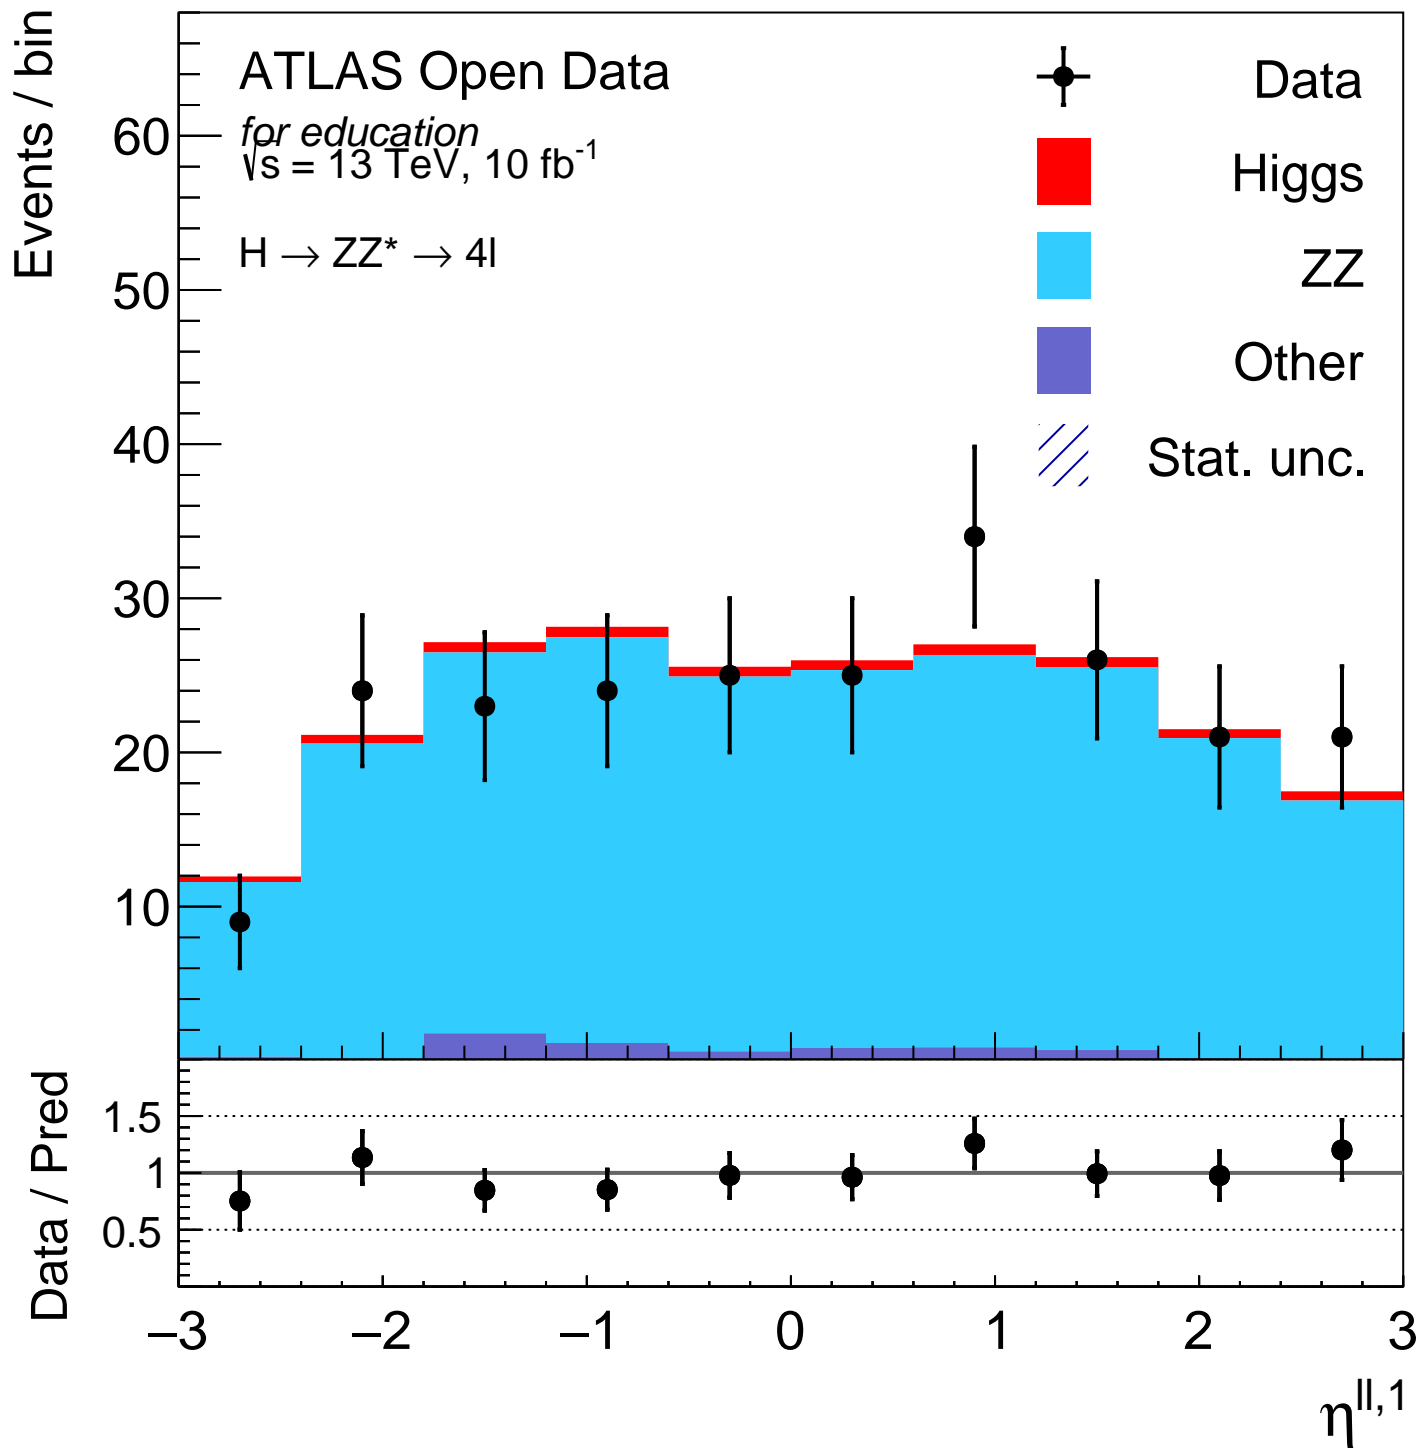 Events / bin
ATLAS Open Data
for education
√s = 13 TeV, 10 fb-1
H → ZZ* → 4l
Data
Higgs
ZZ
Other
Stat. unc.
60
50
40
30
20
10
Data / Pred
1.5
1
0.5
−3 −2 −1 0 1 2 3
η^ll,1